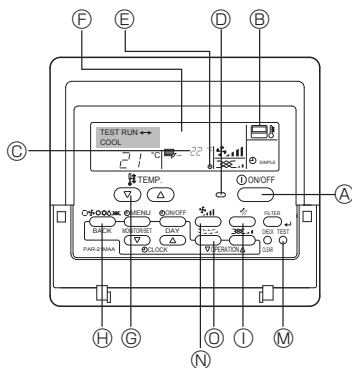 F
E
D
B
TEST RUN
COOL
C
21 °C
22 °C
SIMPLE
TEMP.
ON/OFF
A
MENU
ON/OFF
FILTER
BACK
MONITOR/SET
DAY
CHECK TEST
PAR-21MAA
CLOCK
OPERATION
CLEAR
H
G
N
O
I
M